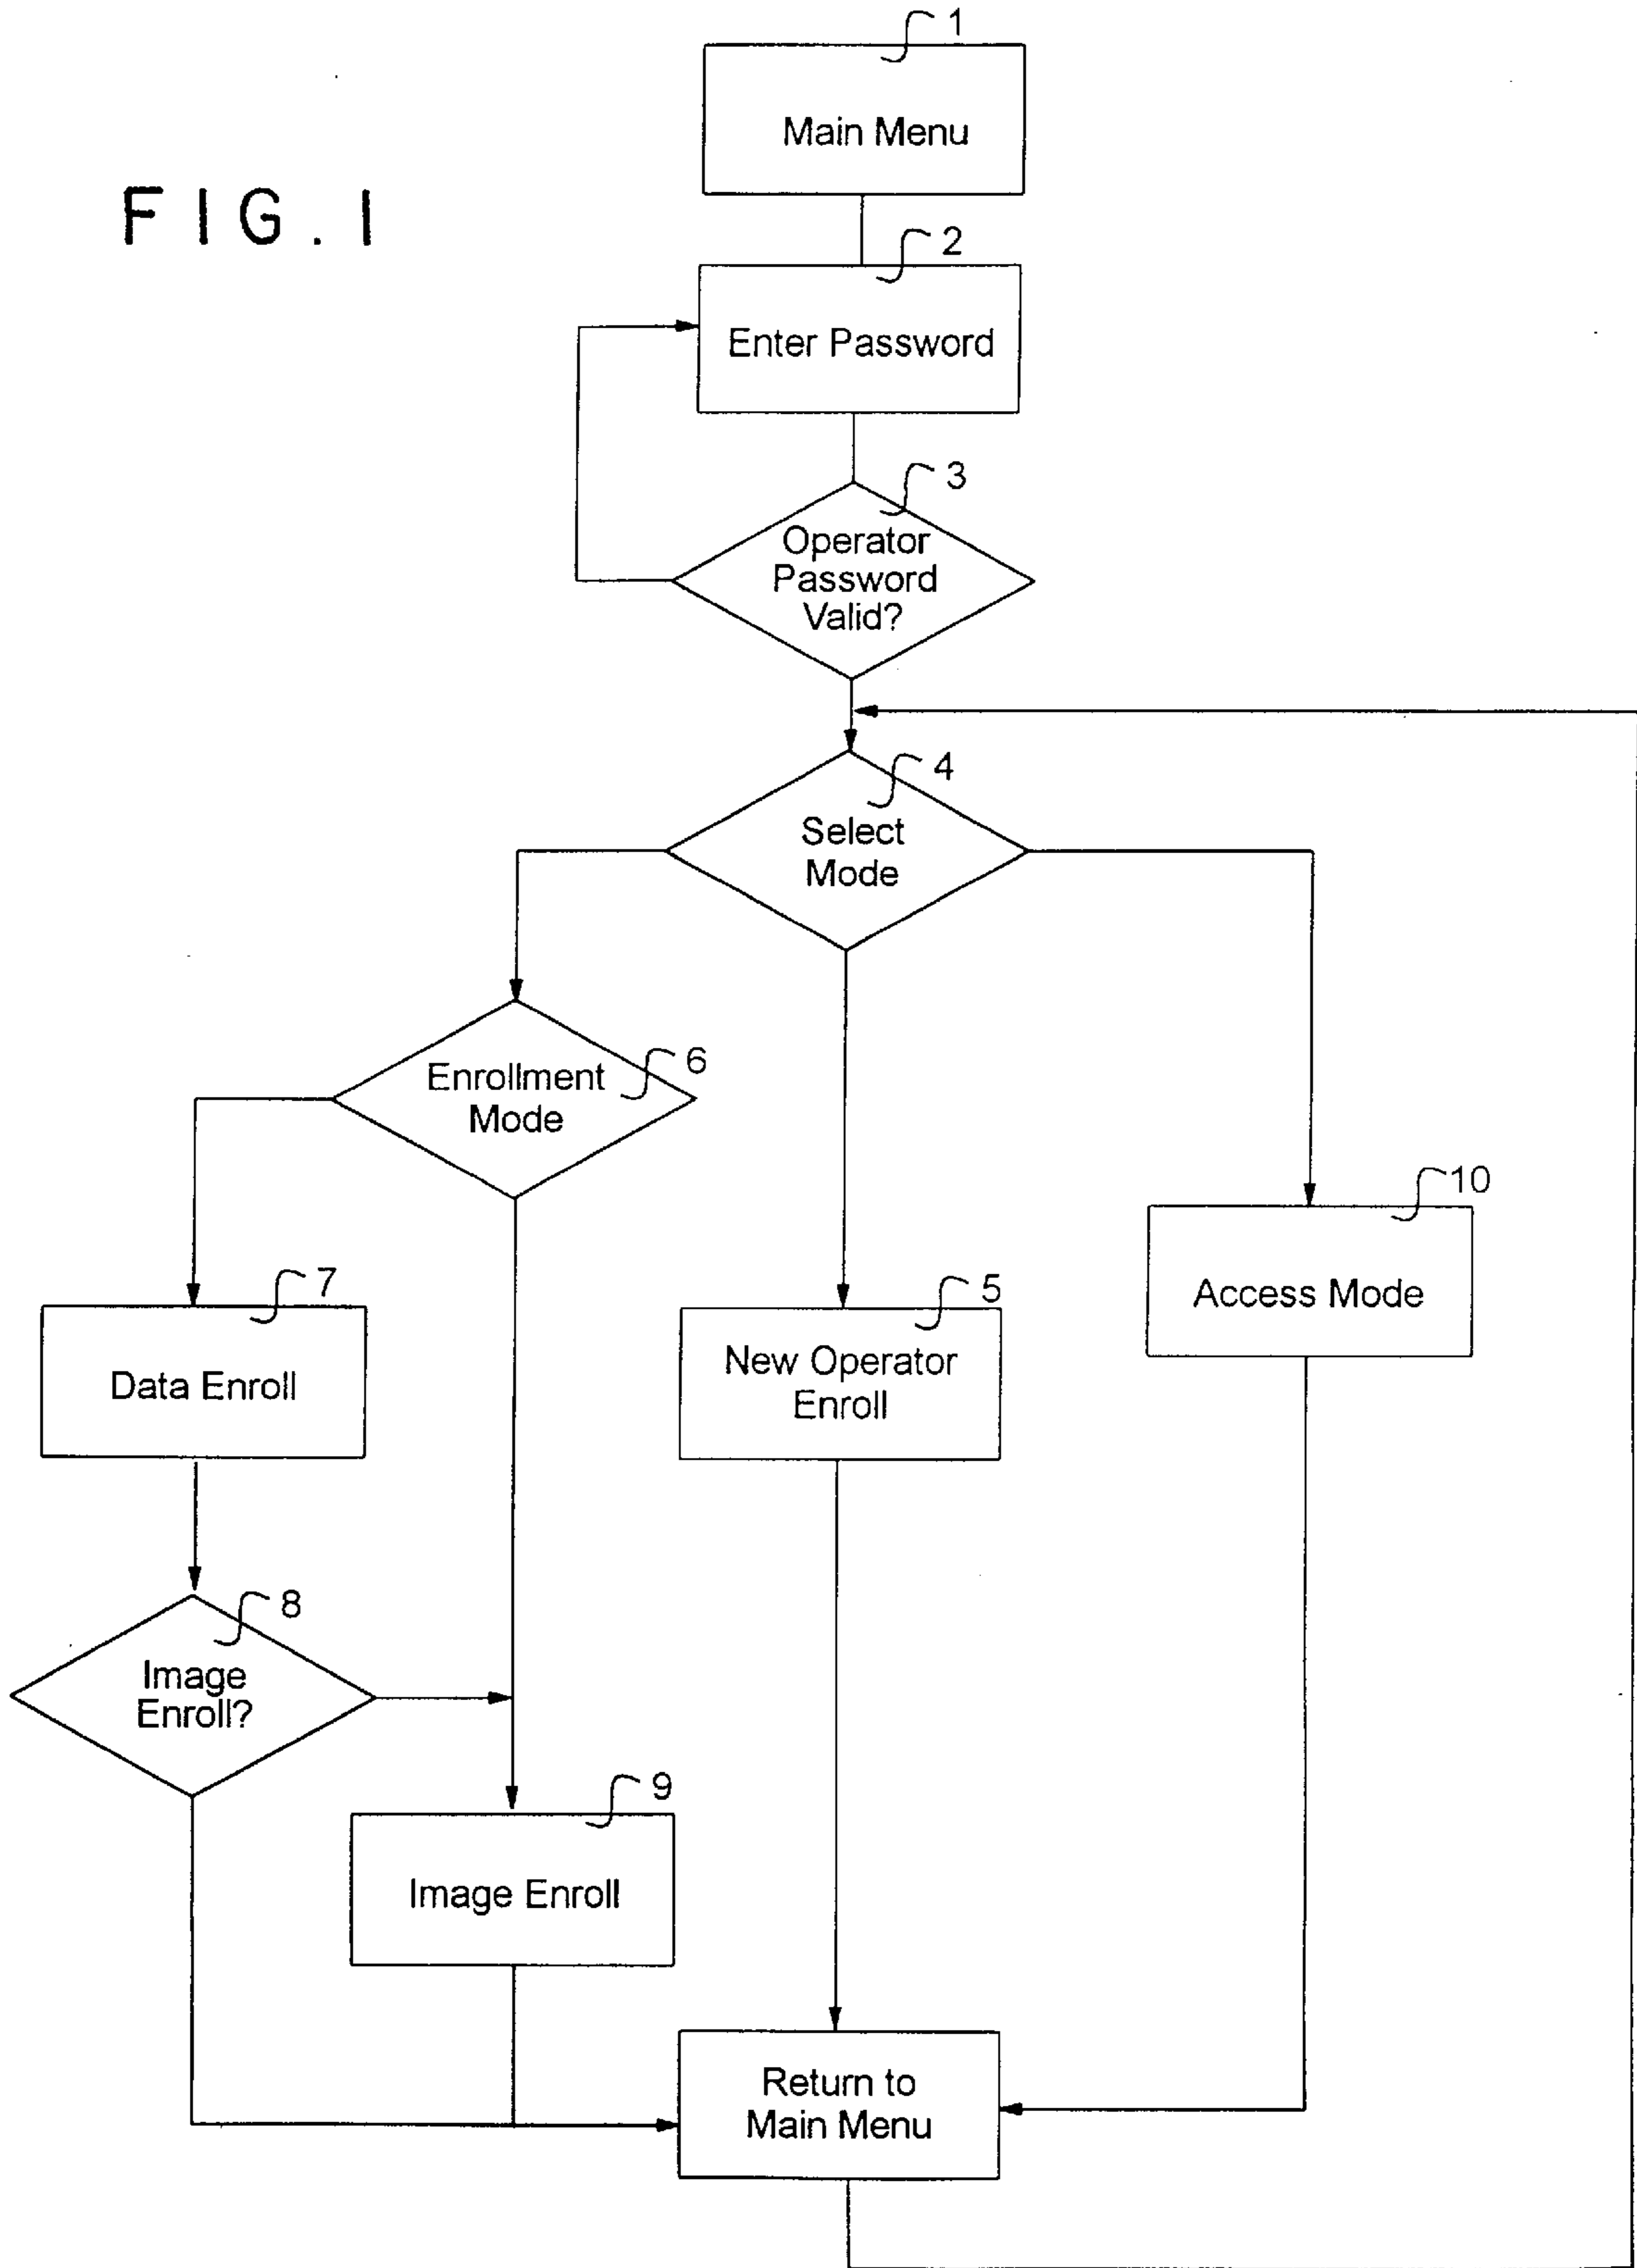 FIG. 1
1
Main Menu
2
Enter Password
3
Operator
Password
Valid?
4
Select
Mode
6
Enrollment
Mode
10
Access Mode
7
Data Enroll
5
New Operator
Enroll
8
Image
Enroll?
9
Image Enroll
Return to
Main Menu